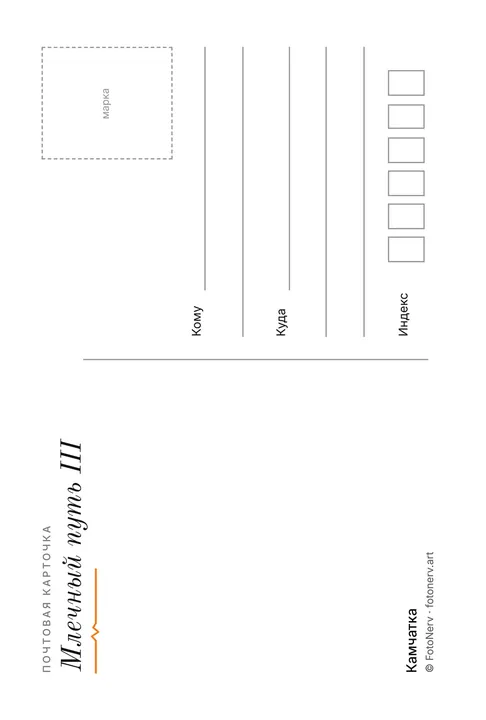 ПОЧТОВАЯ КАРТОЧКА
Млечный путь III
Камчатка
© FotoNerv · fotonerv.art
марка
Кому
Куда
Индекс